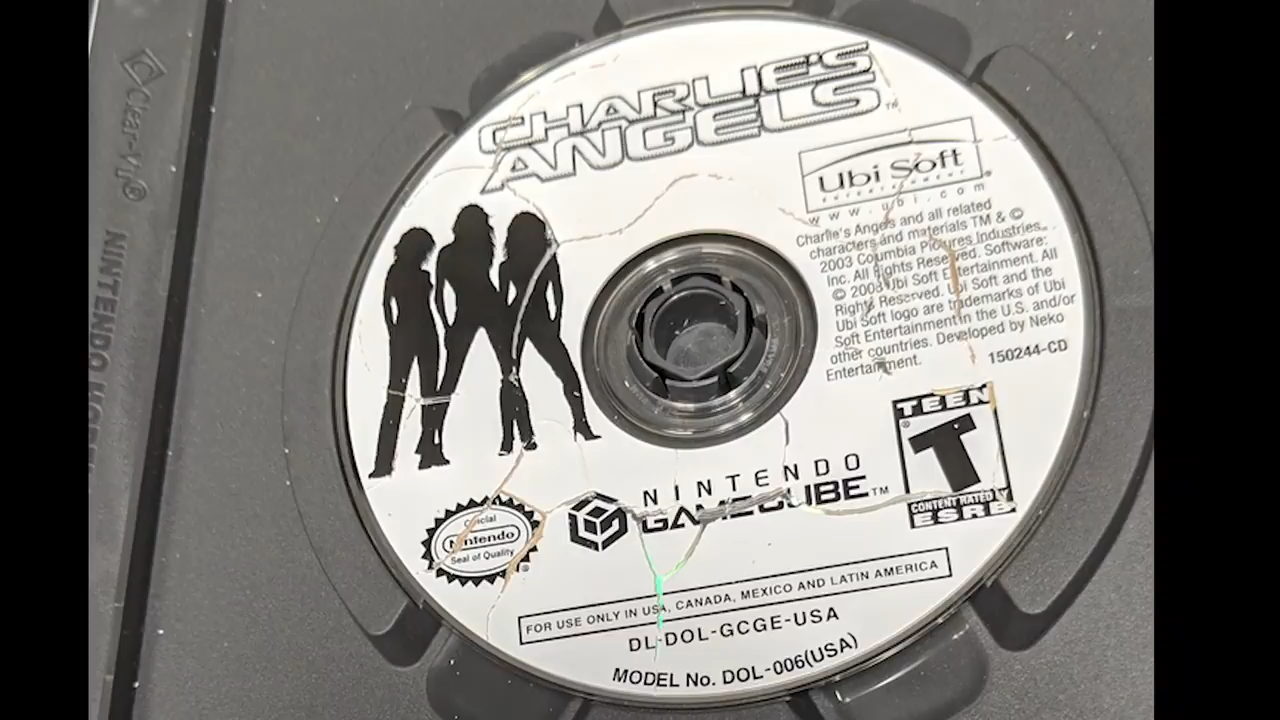 CHARLIE'S
ANGELS™
Ubi Soft®
ENTERTAINMENT
www.ubi.com
Charlie's Angels and all related
characters and materials TM & ©
2003 Columbia Pictures Industries,
Inc. All Rights Reserved. Software:
© 2003 Ubi Soft Entertainment. All
Rights Reserved. Ubi Soft and the
Ubi Soft logo are trademarks of Ubi
Soft Entertainment in the U.S. and/or
other countries. Developed by Neko
Entertainment.
150244-CD
TEEN
T
®
CONTENT RATED BY
ESRB
NINTENDO
GAMECUBE™
Official
Nintendo
Seal of Quality
®
FOR USE ONLY IN USA, CANADA, MEXICO AND LATIN AMERICA
DL-DOL-GCGE-USA
MODEL No. DOL-006(USA)
Clear-Vu®
NINTENDO